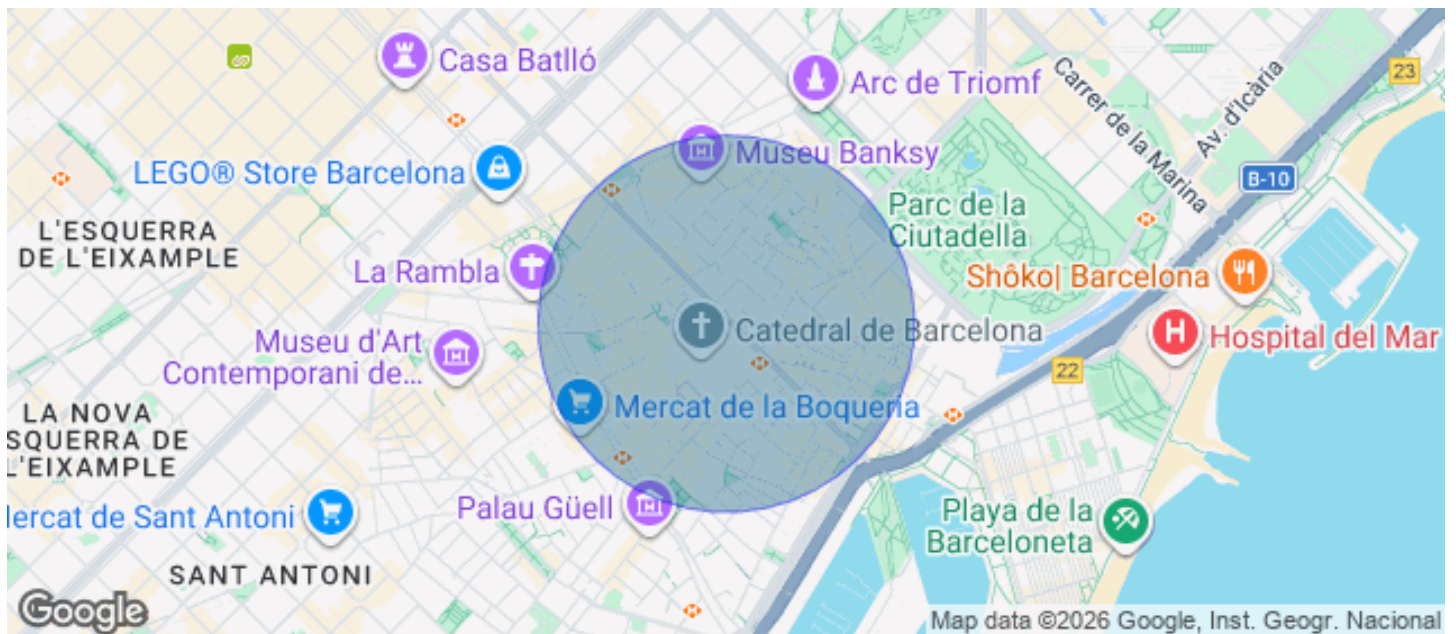 Casa Batlló
Arc de Triomf
Carrer de la Marina
Av. d'Icària
23
Museu Banksy
LEGO® Store Barcelona
B-10
L'ESQUERRA
DE L'EIXAMPLE
Parc de la
Ciutadella
La Rambla
Shôko| Barcelona
Catedral de Barcelona
H
Hospital del Mar
Museu d'Art
Contemporani de...
22
Mercat de la Boqueria
LA NOVA
SQUERRA DE
L'EIXAMPLE
Palau Güell
Mercat de Sant Antoni
Playa de la
Barceloneta
SANT ANTONI
Google
Map data ©2026 Google, Inst. Geogr. Nacional